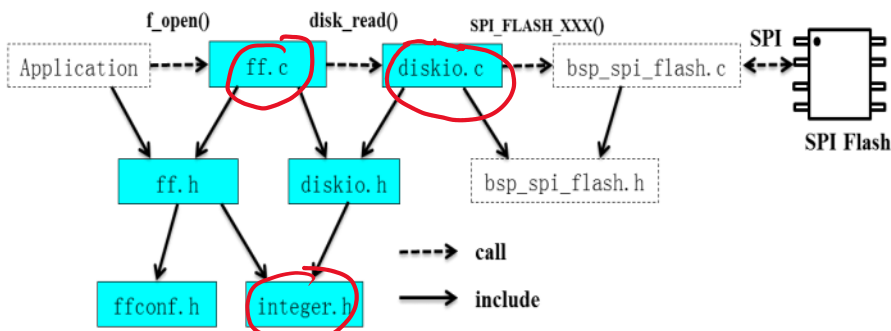 f_open()
disk_read()
SPI_FLASH_XXX()
SPI
Application
ff.c
diskio.c
bsp_spi_flash.c
SPI Flash
ff.h
diskio.h
bsp_spi_flash.h
call
ffconf.h
integer.h
include